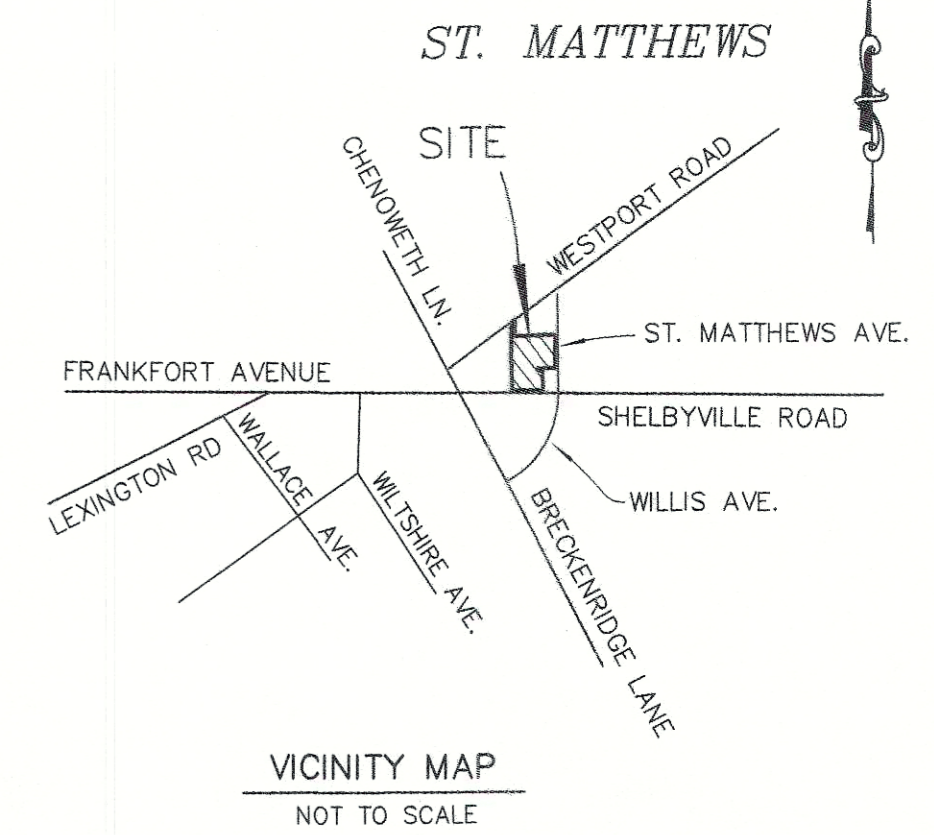 ST. MATTHEWS
SITE
CHENOWETH LN.
WESTPORT ROAD
ST. MATTHEWS AVE.
FRANKFORT AVENUE
SHELBYVILLE ROAD
LEXINGTON RD
WALLACE AVE.
WILTSHIRE AVE.
WILLIS AVE.
BRECKENRIDGE LANE
VICINITY MAP
NOT TO SCALE